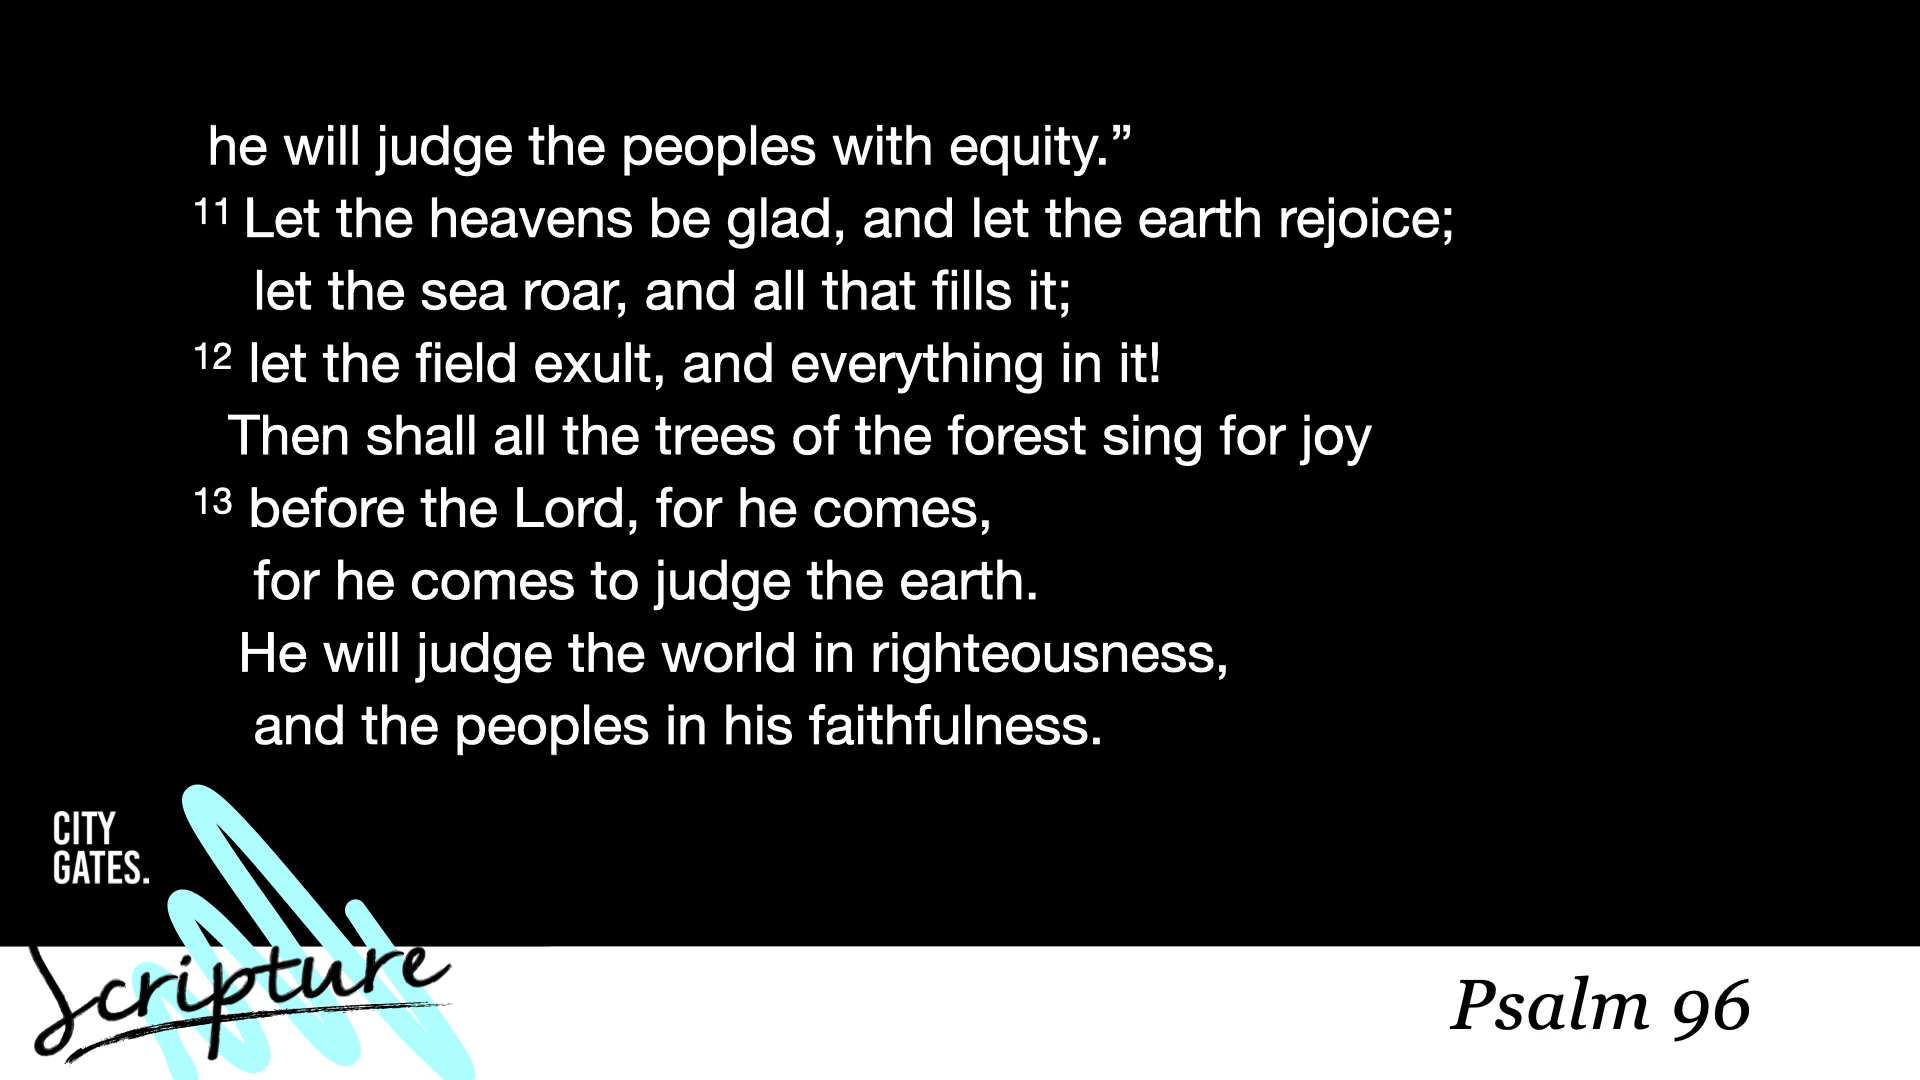 he will judge the peoples with equity.”
11 Let the heavens be glad, and let the earth rejoice;
let the sea roar, and all that fills it;
12 let the field exult, and everything in it!
Then shall all the trees of the forest sing for joy
13 before the Lord, for he comes,
for he comes to judge the earth.
He will judge the world in righteousness,
and the peoples in his faithfulness.
CITY
GATES.
Scripture
Psalm 96